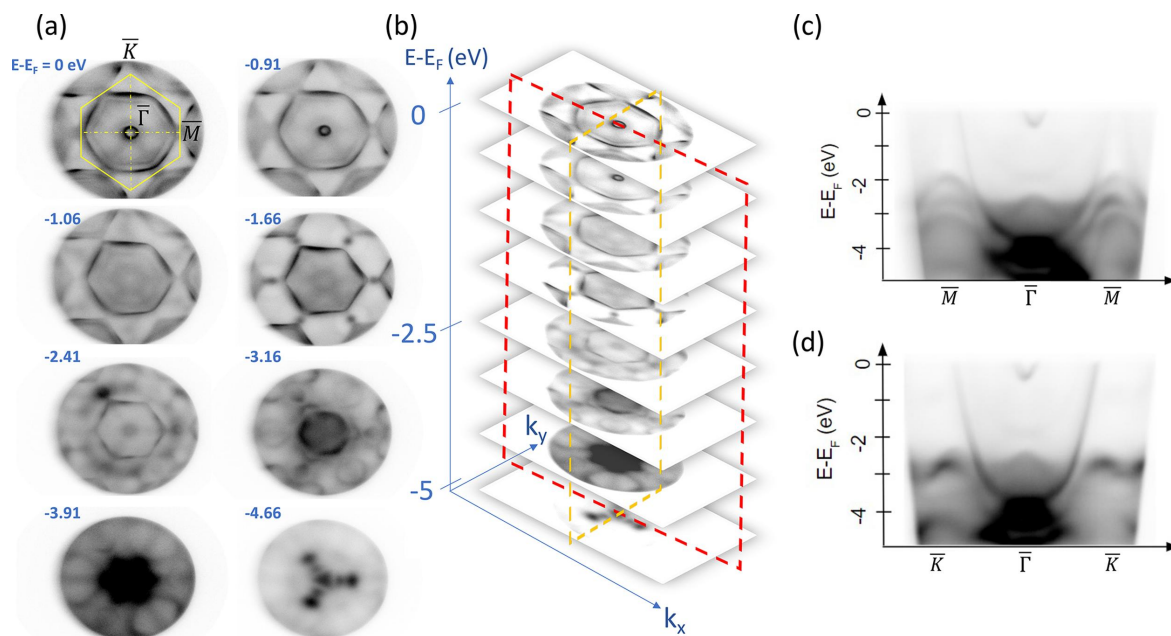 (a)
K̅
E-E_F = 0 eV
Γ̅
M̅
-0.91
-1.06
-1.66
-2.41
-3.16
-3.91
-4.66
(b)
E-E_F (eV)
0
-2.5
-5
k_y
k_x
(c)
E-E_F (eV)
0
-2
-4
M̅ Γ̅ M̅
(d)
E-E_F (eV)
0
-2
-4
K̅ Γ̅ K̅